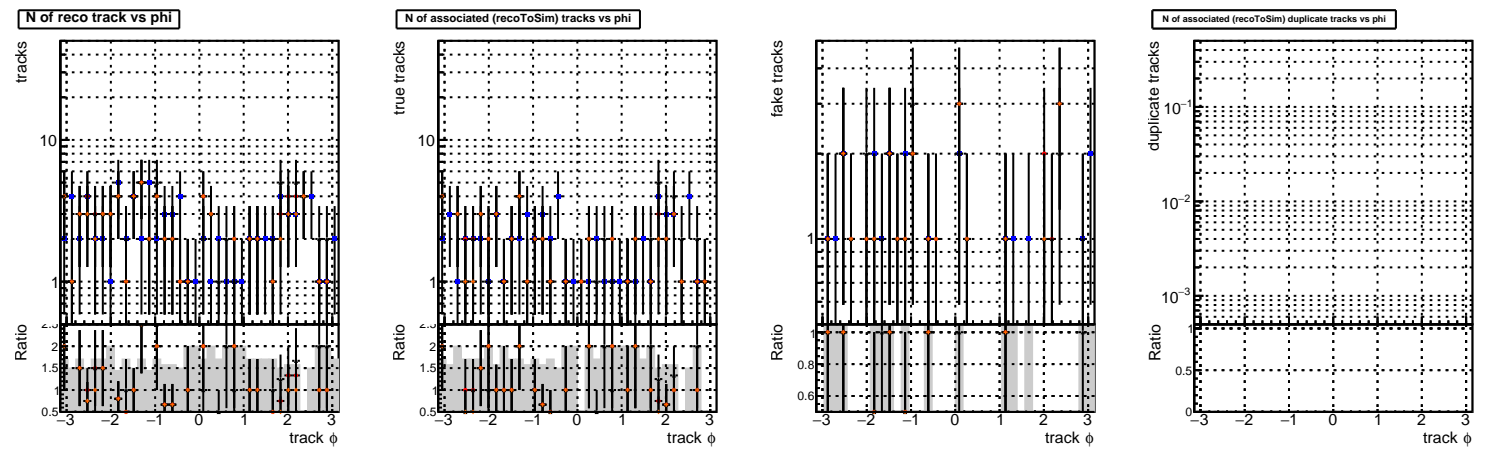 N of reco track vs phi
tracks
10
1
Ratio
2.5
2
1.5
1
0.5
−3 −2 −1 0 1 2 3
track ϕ
N of associated (recoToSim) tracks vs phi
true tracks
10
1
Ratio
2.5
2
1.5
1
0.5
−3 −2 −1 0 1 2 3
track ϕ
fake tracks
1
Ratio
1
0.8
0.6
−3 −2 −1 0 1 2 3
track ϕ
N of associated (recoToSim) duplicate tracks vs phi
duplicate tracks
10−1
10−2
10−3
Ratio
1
0.5
0
−3 −2 −1 0 1 2 3
track ϕ